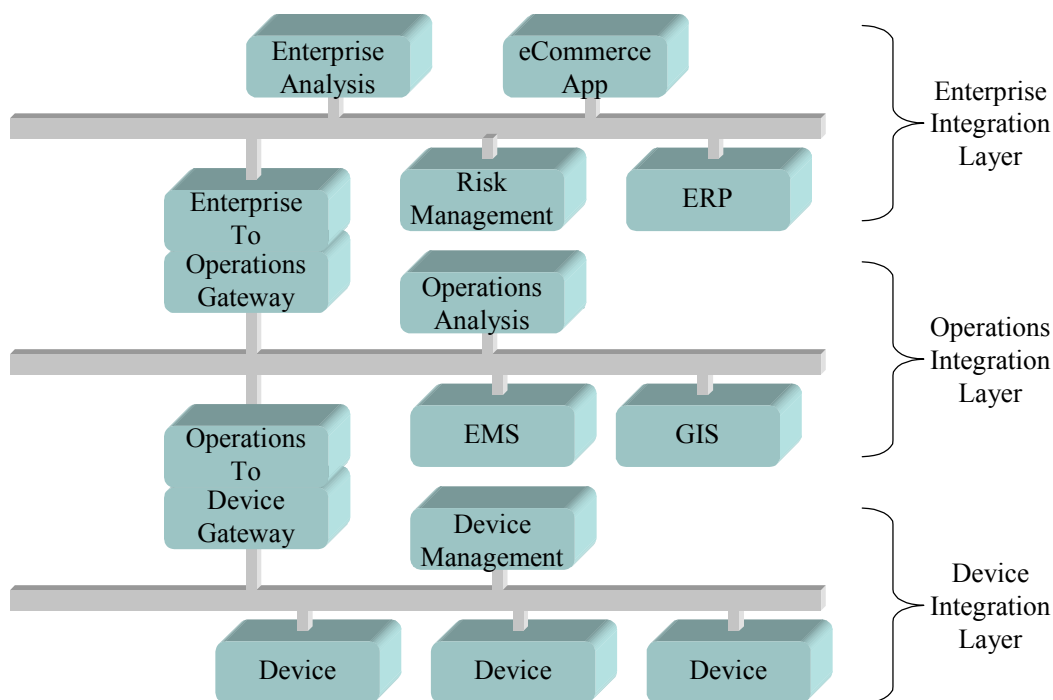 Enterprise
Analysis
eCommerce
App
Enterprise
Integration
Layer
Enterprise
To
Operations
Gateway
Risk
Management
ERP
Operations
Analysis
Operations
Integration
Layer
EMS
GIS
Operations
To
Device
Gateway
Device
Management
Device
Integration
Layer
Device
Device
Device